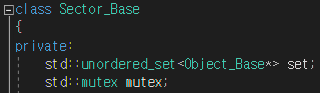 class Sector_Base
{
private:
std::unordered_set<Object_Base*> set;
std::mutex mutex;